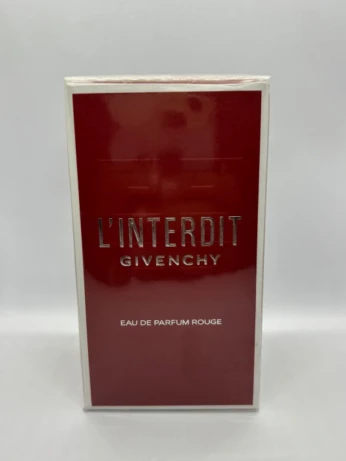 L'INTERDIT
GIVENCHY
EAU DE PARFUM ROUGE